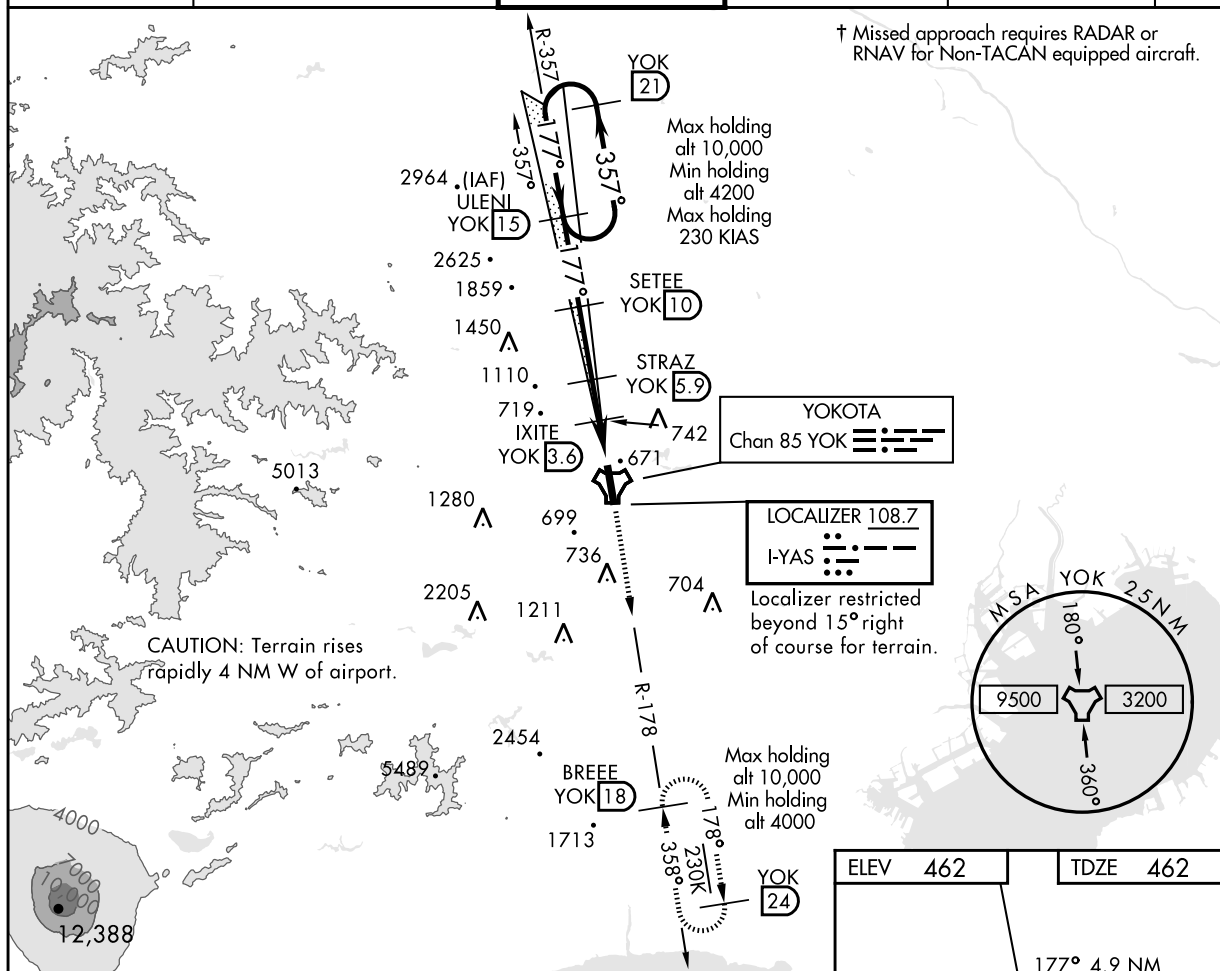 † Missed approach requires RADAR or
RNAV for Non-TACAN equipped aircraft.
R-357
YOK
21
177°
357°
357°
Max holding
alt 10,000
Min holding
alt 4200
Max holding
230 KIAS
2964
(IAF)
ULENI
YOK 15
177°
2625
1859
SETEE
YOK 10
1450
STRAZ
YOK 5.9
1110
719
742
IXITE
YOK 3.6
671
YOKOTA
Chan 85 YOK
5013
1280
699
LOCALIZER 108.7
I-YAS
736
704
Localizer restricted
beyond 15° right
of course for terrain.
2205
1211
CAUTION: Terrain rises
rapidly 4 NM W of airport.
MSA YOK 25NM
180°
9500
3200
360°
R-178
2454
5489
BREEE
YOK 18
Max holding
alt 10,000
Min holding
alt 4000
1713
178°
230K
358°
YOK
24
4000
7000
10,000
12,388
ELEV 462
TDZE 462
177° 4.9 NM